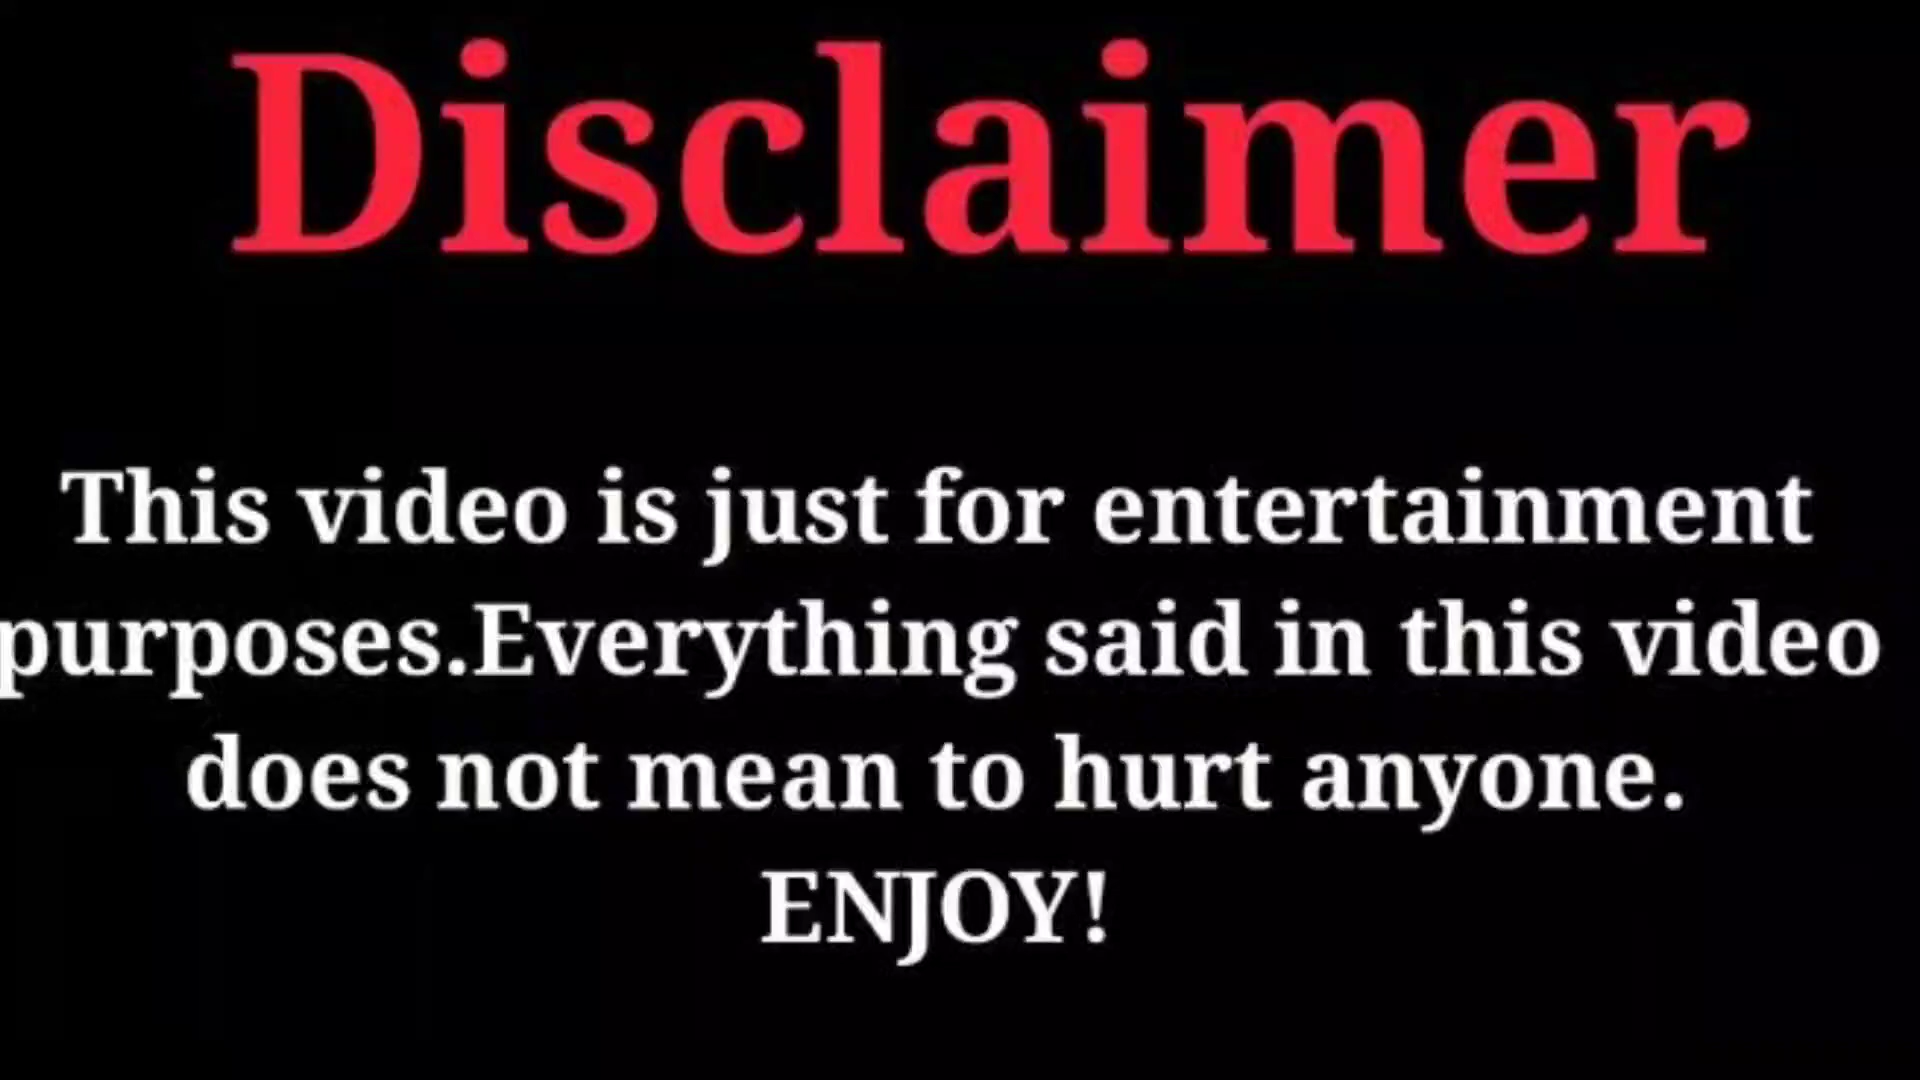 Disclaimer
This video is just for entertainment
purposes.Everything said in this video
does not mean to hurt anyone.
ENJOY!